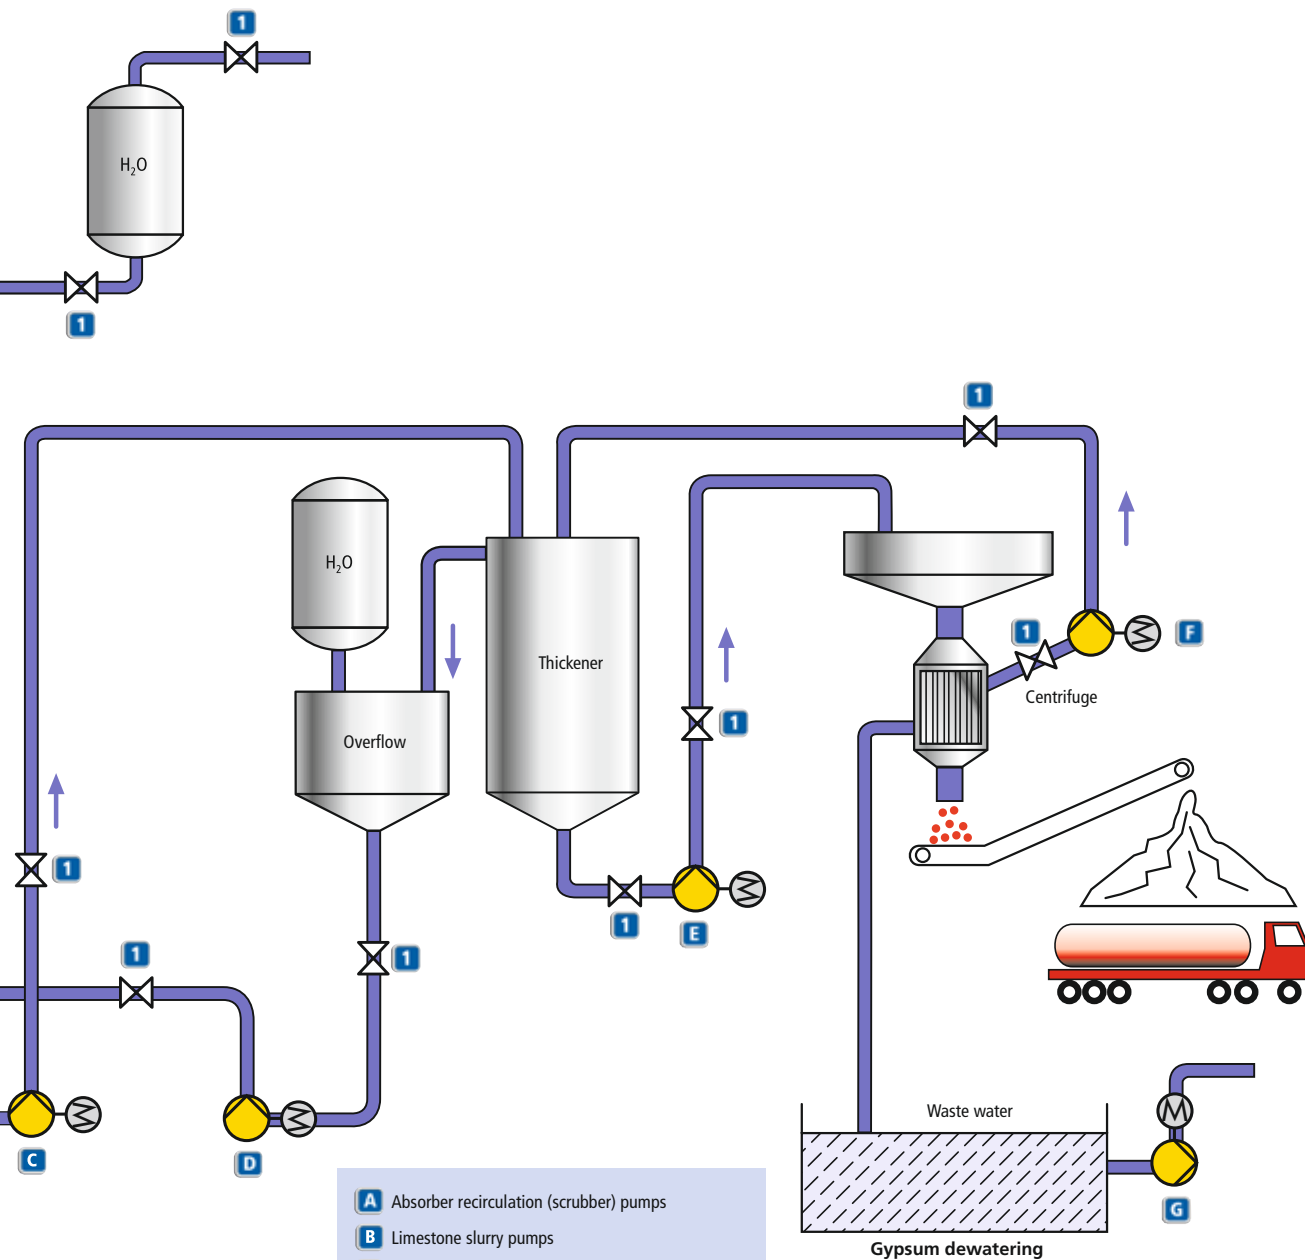 1
H₂O
1
1
H₂O
1
F
Thickener
Centrifuge
1
Overflow
1
1
1
E
1
1
Waste water
C
D
G
A Absorber recirculation (scrubber) pumps
B Limestone slurry pumps
Gypsum dewatering